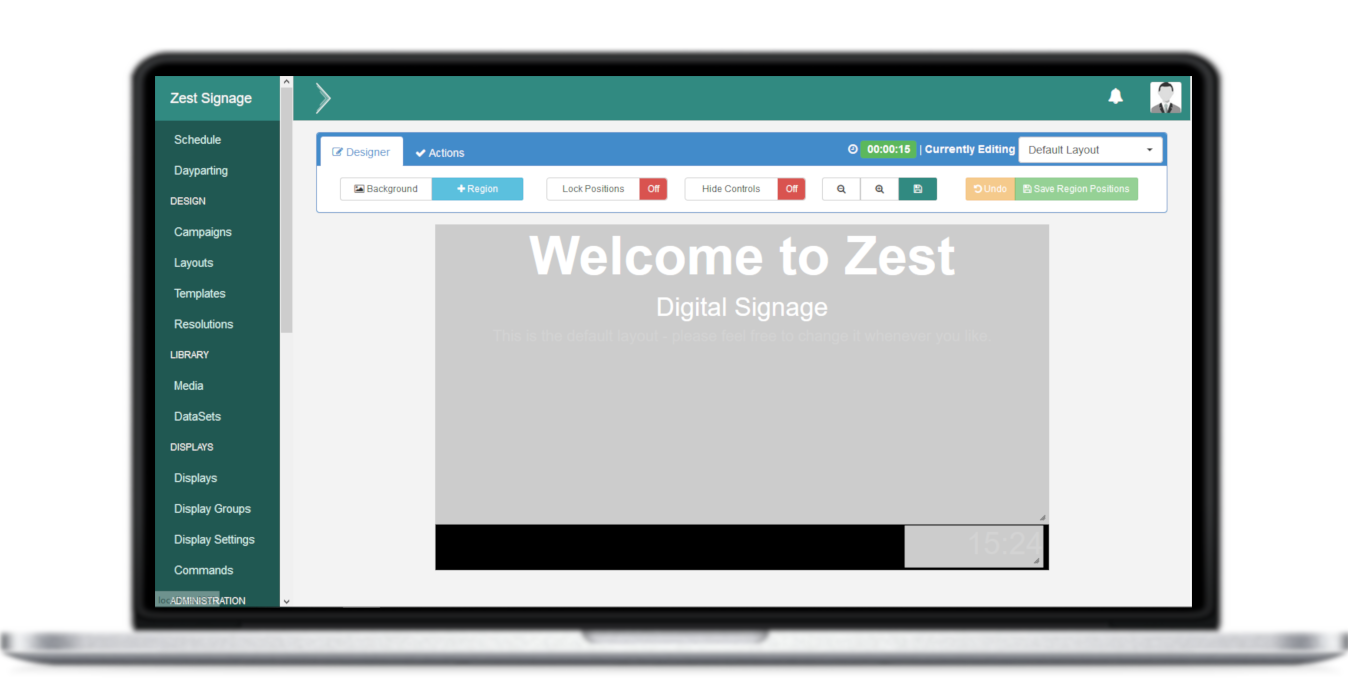 Zest Signage
Schedule
Dayparting
DESIGN
Campaigns
Layouts
Templates
Resolutions
LIBRARY
Media
DataSets
DISPLAYS
Displays
Display Groups
Display Settings
Commands
ADMINISTRATION
Designer
Actions
00:00:15 | Currently Editing Default Layout
Background
+ Region
Lock Positions Off
Hide Controls Off
Undo
Save Region Positions
Welcome to Zest
Digital Signage
This is the default layout - please feel free to change it whenever you like.
15:24